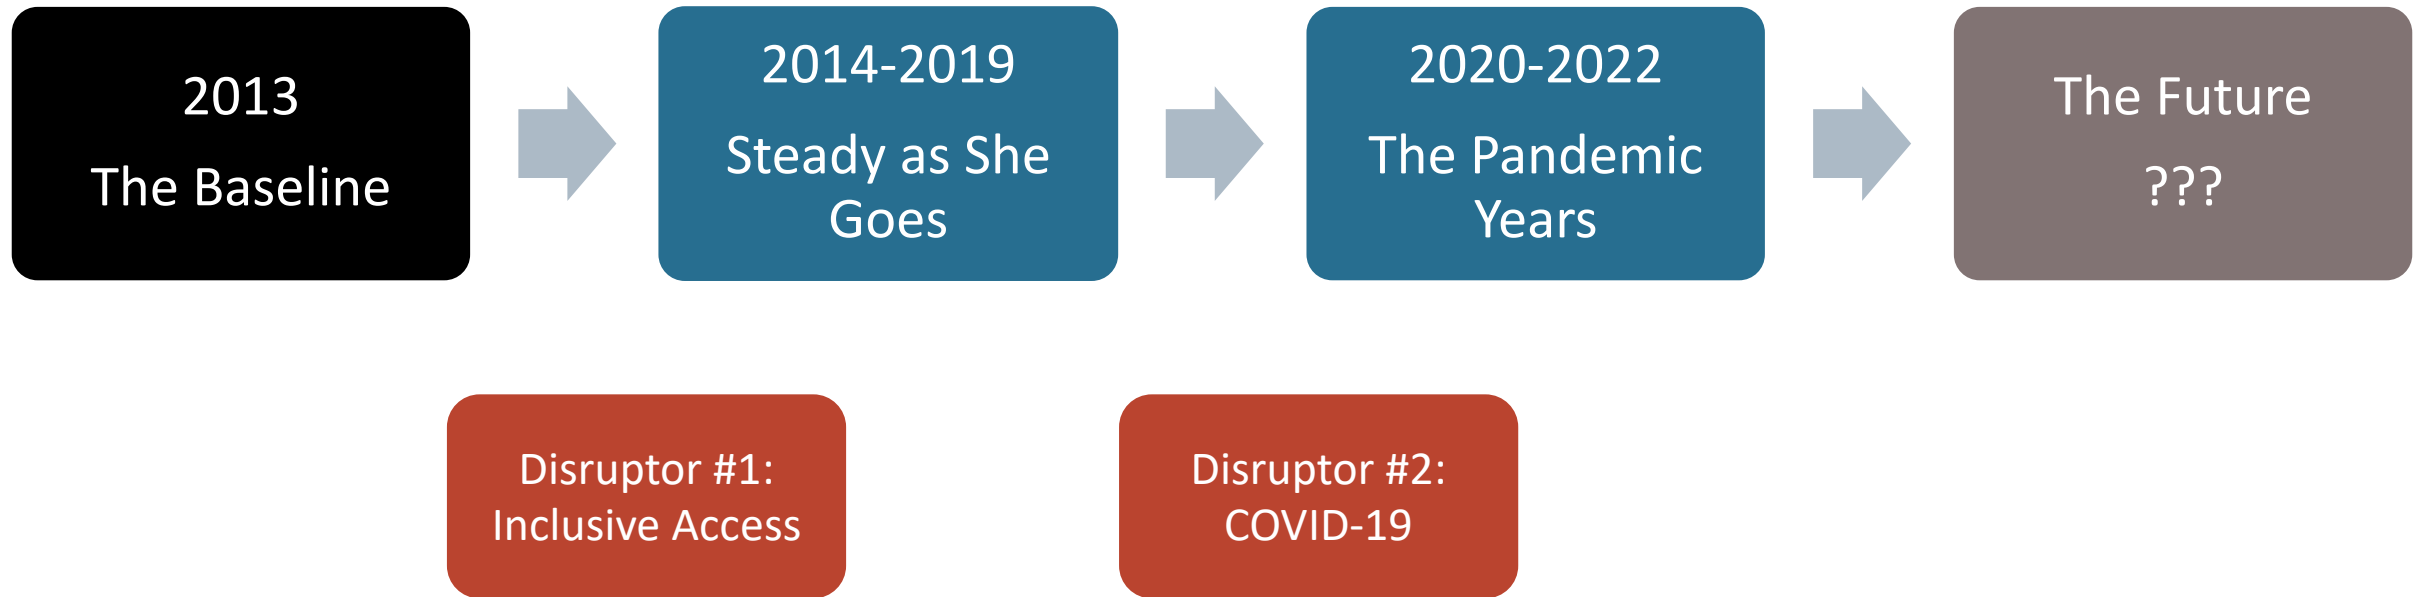 2013
The Baseline
2014-2019
Steady as She
Goes
2020-2022
The Pandemic
Years
The Future
???
Disruptor #1:
Inclusive Access
Disruptor #2:
COVID-19